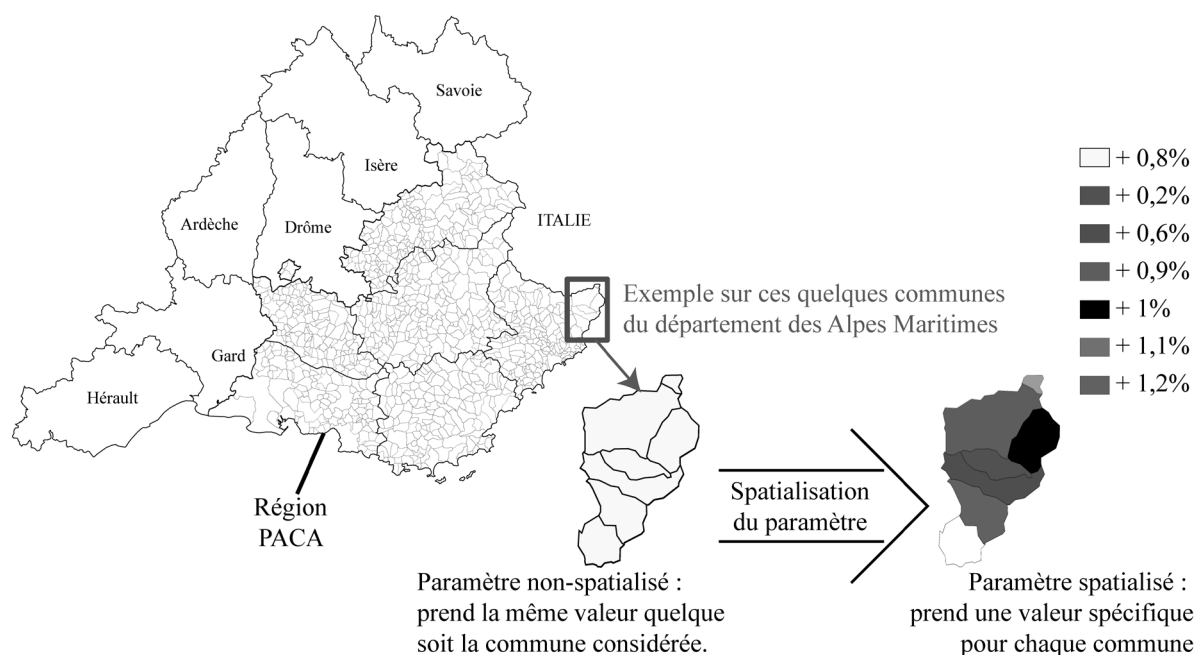 Savoie
Isère
Ardèche
Drôme
ITALIE
Gard
Hérault
Région
PACA
Exemple sur ces quelques communes
du département des Alpes Maritimes
+ 0,8%
+ 0,2%
+ 0,6%
+ 0,9%
+ 1%
+ 1,1%
+ 1,2%
Spatialisation
du paramètre
Paramètre non-spatialisé :
prend la même valeur quelque
soit la commune considérée.
Paramètre spatialisé :
prend une valeur spécifique
pour chaque commune